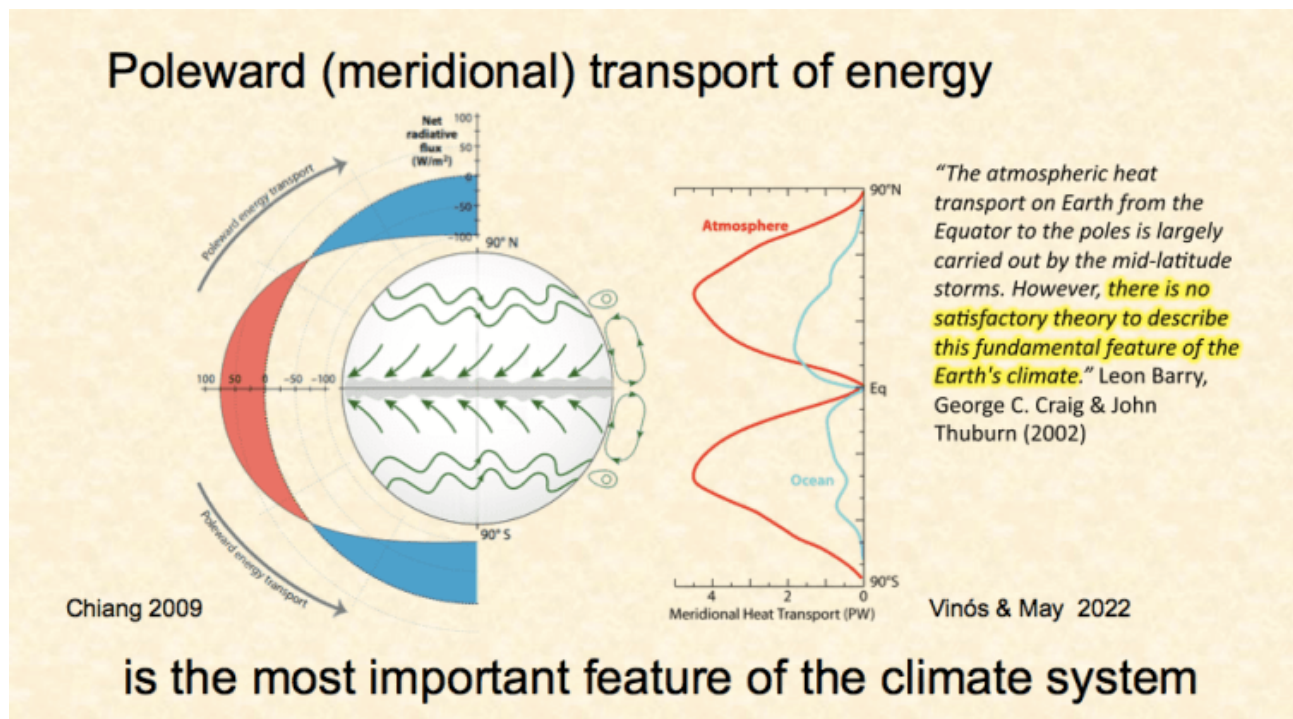 Poleward (meridional) transport of energy
Net
radiative
flux
(W/m²)
100
50
0
-50
-100
90° N
Poleward energy transport
100 50 0 -50 -100
90° S
Poleward energy transport
Chiang 2009
90°N
Atmosphere
Eq
Ocean
90°S
4 2 0
Meridional Heat Transport (PW)
“The atmospheric heat
transport on Earth from the
Equator to the poles is largely
carried out by the mid-latitude
storms. However, there is no
satisfactory theory to describe
this fundamental feature of the
Earth's climate.” Leon Barry,
George C. Craig & John
Thuburn (2002)
Vinós & May 2022
is the most important feature of the climate system